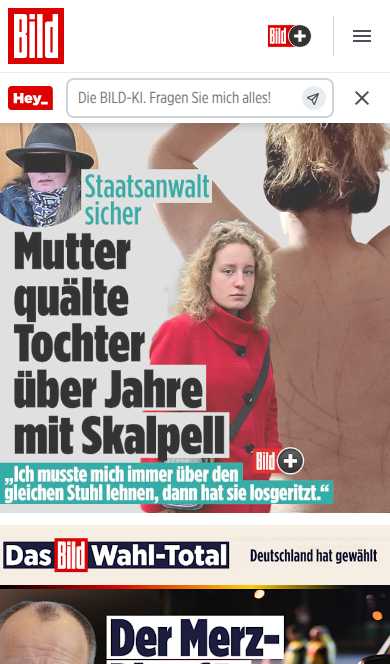 Bild
Bild+
Hey_
Die BILD-KI. Fragen Sie mich alles!
Staatsanwalt
sicher
Mutter
quälte
Tochter
über Jahre
mit Skalpell
Bild+
„Ich musste mich immer über den
gleichen Stuhl lehnen, dann hat sie losgeritzt.“
Das Bild Wahl-Total
Deutschland hat gewählt
Der Merz-